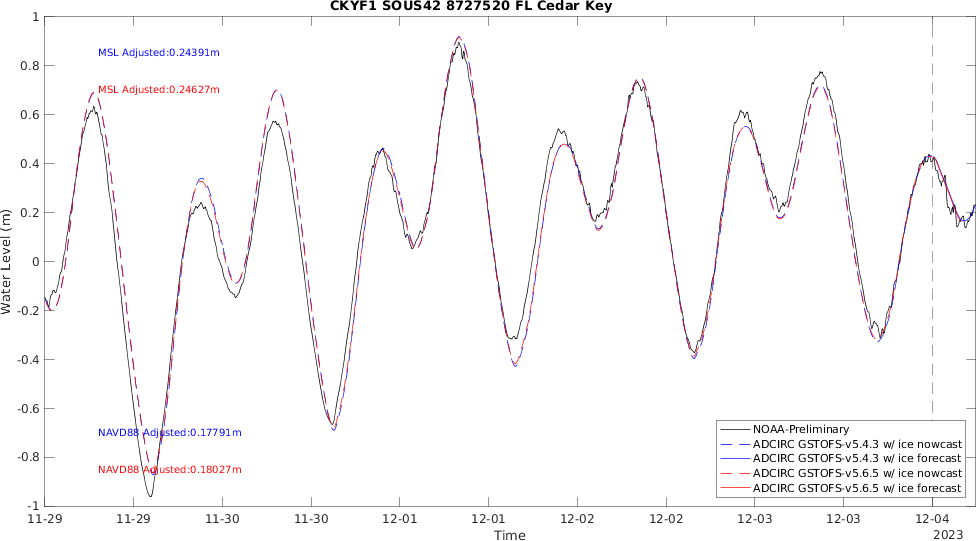 CKYF1 SOUS42 8727520 FL Cedar Key
MSL Adjusted:0.24391m
MSL Adjusted:0.24627m
NAVD88 Adjusted:0.17791m
NAVD88 Adjusted:0.18027m
Water Level (m)
1
0.8
0.6
0.4
0.2
0
-0.2
-0.4
-0.6
-0.8
-1
NOAA-Preliminary
ADCIRC GSTOFS-v5.4.3 w/ ice nowcast
ADCIRC GSTOFS-v5.4.3 w/ ice forecast
ADCIRC GSTOFS-v5.6.5 w/ ice nowcast
ADCIRC GSTOFS-v5.6.5 w/ ice forecast
11-29 11-29 11-30 11-30 12-01 12-01 12-02 12-02 12-03 12-03 12-04
2023
Time